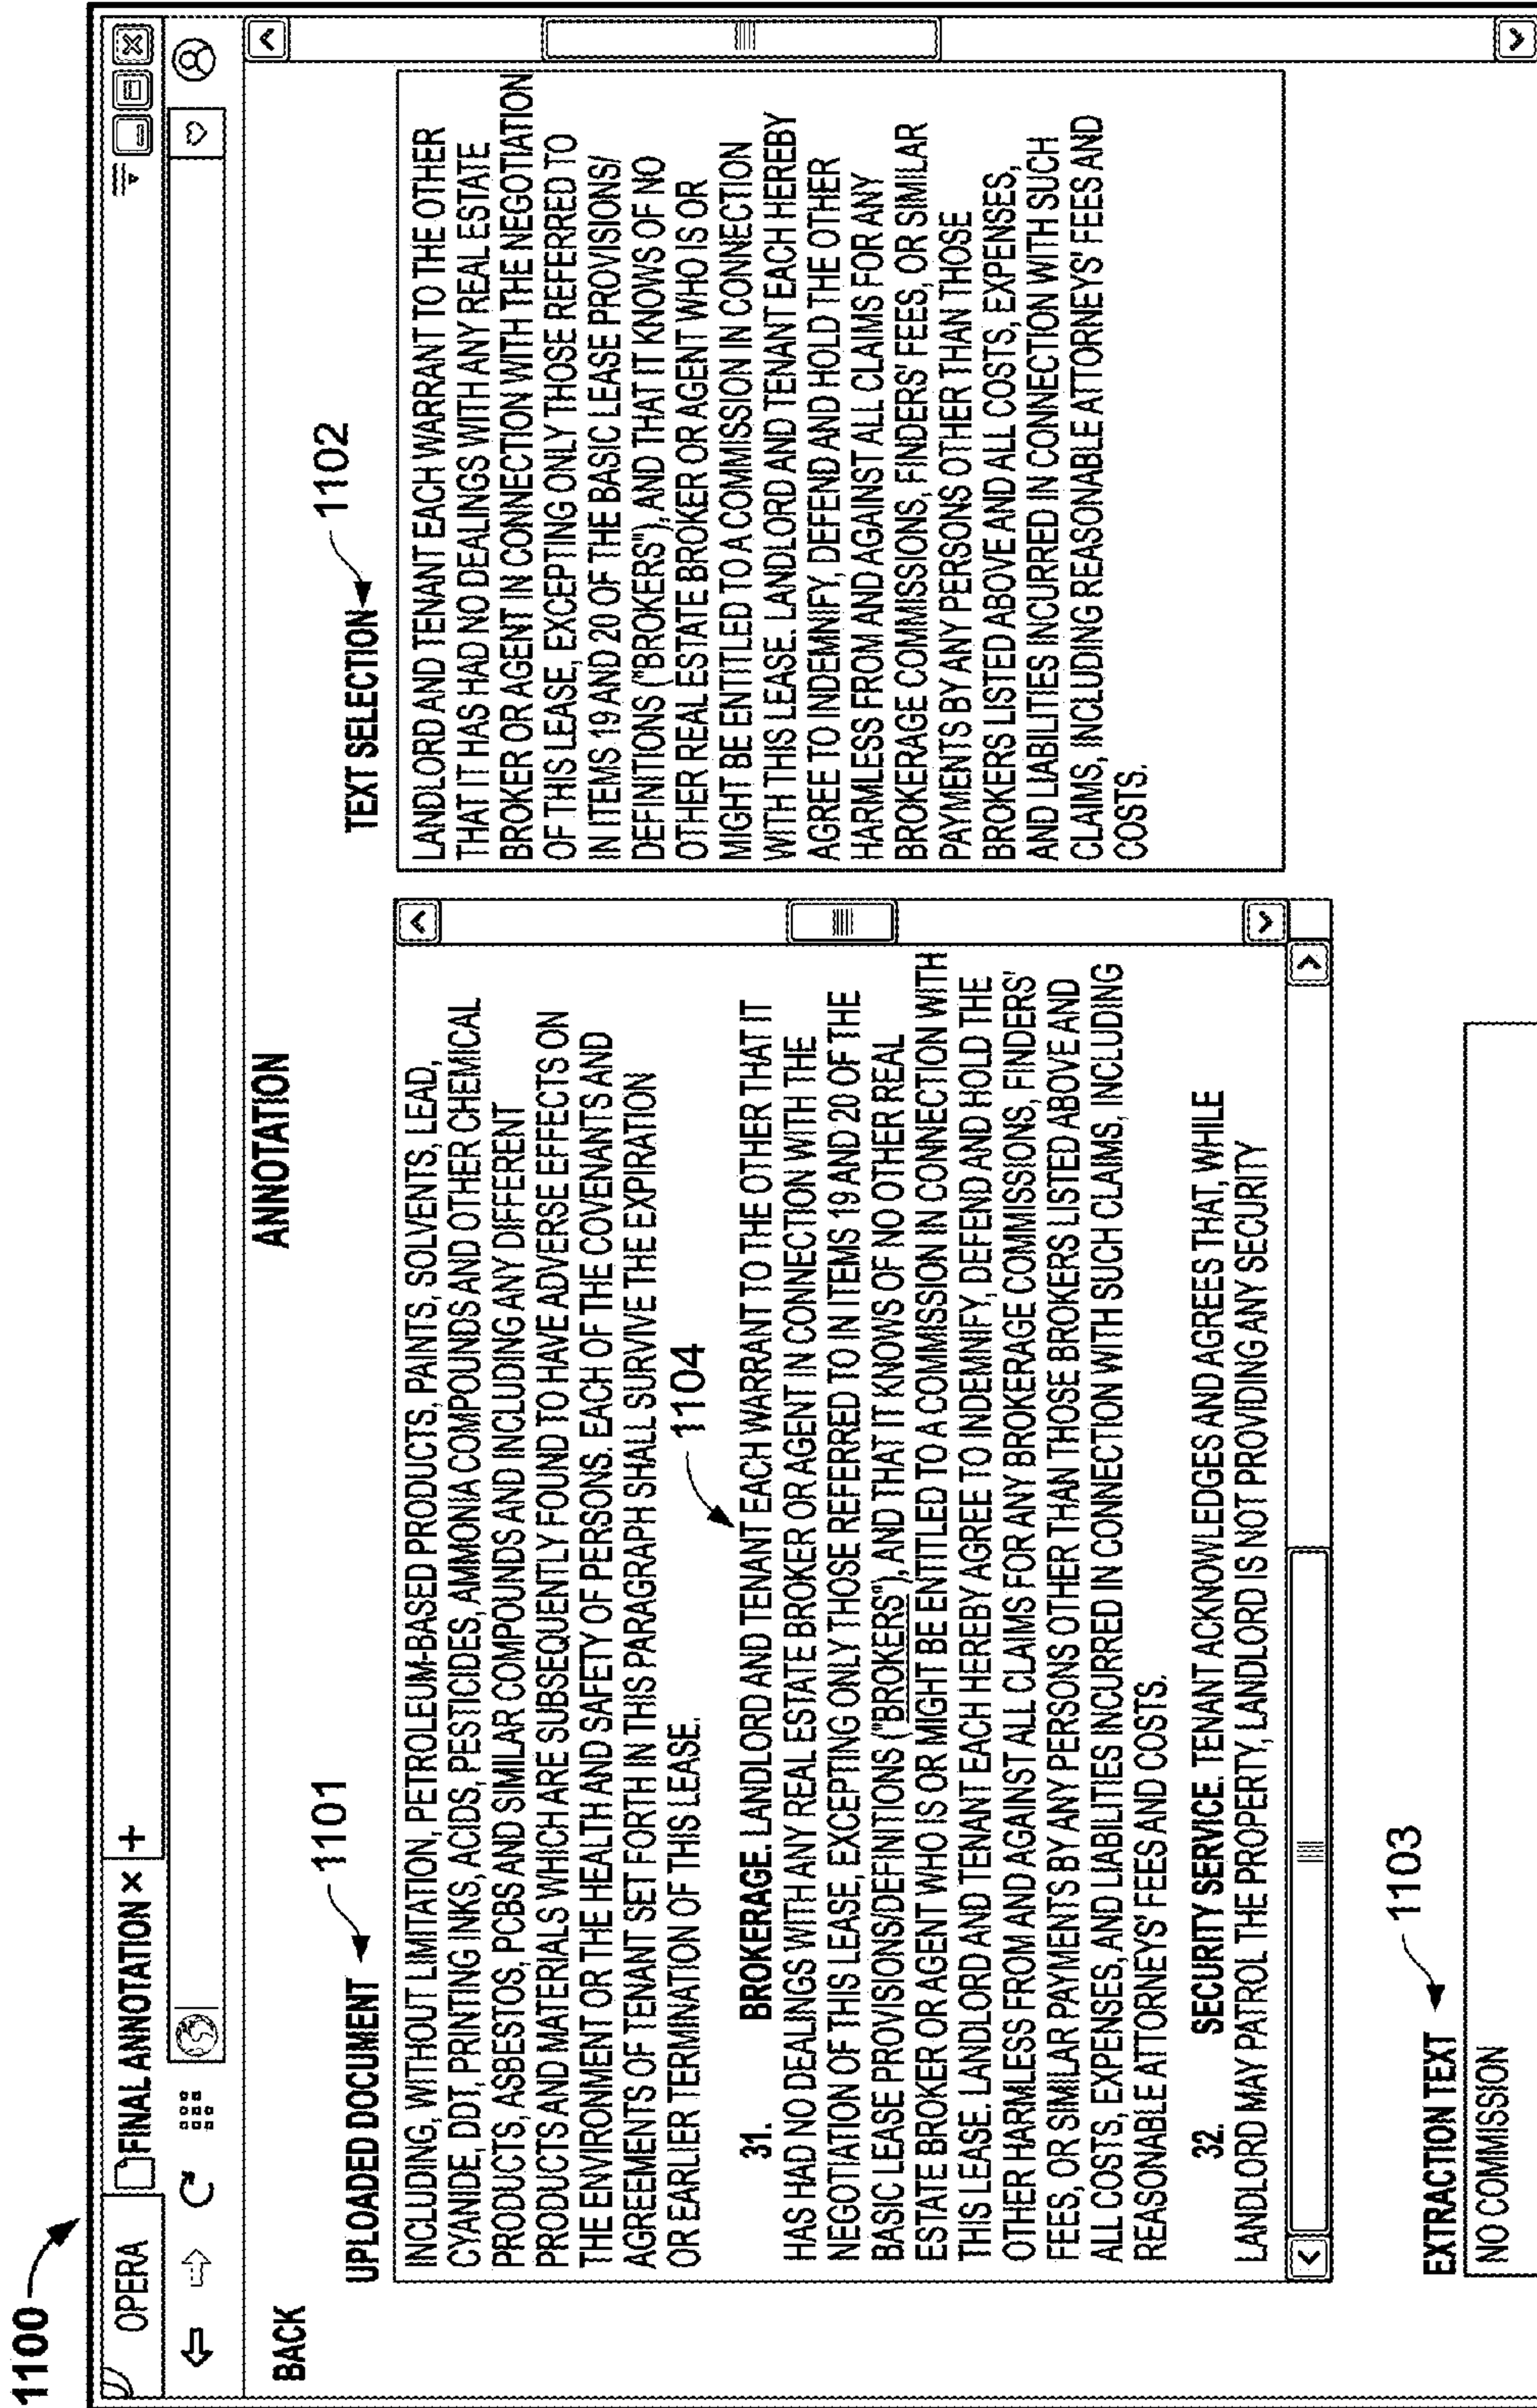 1100
OPERA
FINAL ANNOTATION × +
BACK
ANNOTATION
UPLOADED DOCUMENT
1101
INCLUDING, WITHOUT LIMITATION, PETROLEUM-BASED PRODUCTS, PAINTS, SOLVENTS, LEAD,
CYANIDE, DDT, PRINTING INKS, ACIDS, PESTICIDES, AMMONIA COMPOUNDS AND OTHER CHEMICAL
PRODUCTS, ASBESTOS, PCBS AND SIMILAR COMPOUNDS AND INCLUDING ANY DIFFERENT
PRODUCTS AND MATERIALS WHICH ARE SUBSEQUENTLY FOUND TO HAVE ADVERSE EFFECTS ON
THE ENVIRONMENT OR THE HEALTH AND SAFETY OF PERSONS. EACH OF THE COVENANTS AND
AGREEMENTS OF TENANT SET FORTH IN THIS PARAGRAPH SHALL SURVIVE THE EXPIRATION
OR EARLIER TERMINATION OF THIS LEASE.
1104
31. BROKERAGE. LANDLORD AND TENANT EACH WARRANT TO THE OTHER THAT IT
HAS HAD NO DEALINGS WITH ANY REAL ESTATE BROKER OR AGENT IN CONNECTION WITH THE
NEGOTIATION OF THIS LEASE, EXCEPTING ONLY THOSE REFERRED TO IN ITEMS 19 AND 20 OF THE
BASIC LEASE PROVISIONS/DEFINITIONS ("BROKERS"), AND THAT IT KNOWS OF NO OTHER REAL
ESTATE BROKER OR AGENT WHO IS OR MIGHT BE ENTITLED TO A COMMISSION IN CONNECTION WITH
THIS LEASE. LANDLORD AND TENANT EACH HEREBY AGREE TO INDEMNIFY, DEFEND AND HOLD THE
OTHER HARMLESS FROM AND AGAINST ALL CLAIMS FOR ANY BROKERAGE COMMISSIONS, FINDERS'
FEES, OR SIMILAR PAYMENTS BY ANY PERSONS OTHER THAN THOSE BROKERS LISTED ABOVE AND
ALL COSTS, EXPENSES, AND LIABILITIES INCURRED IN CONNECTION WITH SUCH CLAIMS, INCLUDING
REASONABLE ATTORNEYS' FEES AND COSTS.
32. SECURITY SERVICE. TENANT ACKNOWLEDGES AND AGREES THAT, WHILE
LANDLORD MAY PATROL THE PROPERTY, LANDLORD IS NOT PROVIDING ANY SECURITY
TEXT SELECTION
1102
LANDLORD AND TENANT EACH WARRANT TO THE OTHER
THAT IT HAS HAD NO DEALINGS WITH ANY REAL ESTATE
BROKER OR AGENT IN CONNECTION WITH THE NEGOTIATION
OF THIS LEASE, EXCEPTING ONLY THOSE REFERRED TO
IN ITEMS 19 AND 20 OF THE BASIC LEASE PROVISIONS/
DEFINITIONS ("BROKERS"), AND THAT IT KNOWS OF NO
OTHER REAL ESTATE BROKER OR AGENT WHO IS OR
MIGHT BE ENTITLED TO A COMMISSION IN CONNECTION
WITH THIS LEASE. LANDLORD AND TENANT EACH HEREBY
AGREE TO INDEMNIFY, DEFEND AND HOLD THE OTHER
HARMLESS FROM AND AGAINST ALL CLAIMS FOR ANY
BROKERAGE COMMISSIONS, FINDERS' FEES, OR SIMILAR
PAYMENTS BY ANY PERSONS OTHER THAN THOSE
BROKERS LISTED ABOVE AND ALL COSTS, EXPENSES,
AND LIABILITIES INCURRED IN CONNECTION WITH SUCH
CLAIMS, INCLUDING REASONABLE ATTORNEYS' FEES AND
COSTS.
EXTRACTION TEXT
1103
NO COMMISSION